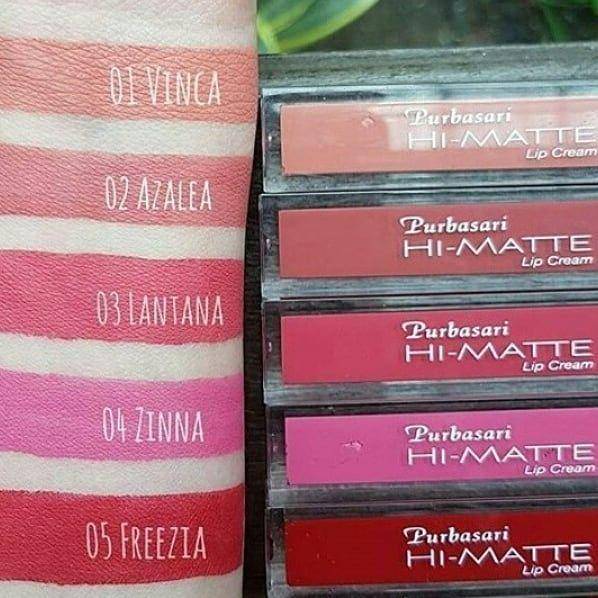 01 VINCA
02 AZALEA
03 LANTANA
04 ZINNA
05 FREEZIA
Purbasari
HI-MATTE
Lip Cream
Purbasari
HI-MATTE
Lip Cream
Purbasari
HI-MATTE
Lip Cream
Purbasari
HI-MATTE
Lip Cream
Purbasari
HI-MATTE
Lip Cream